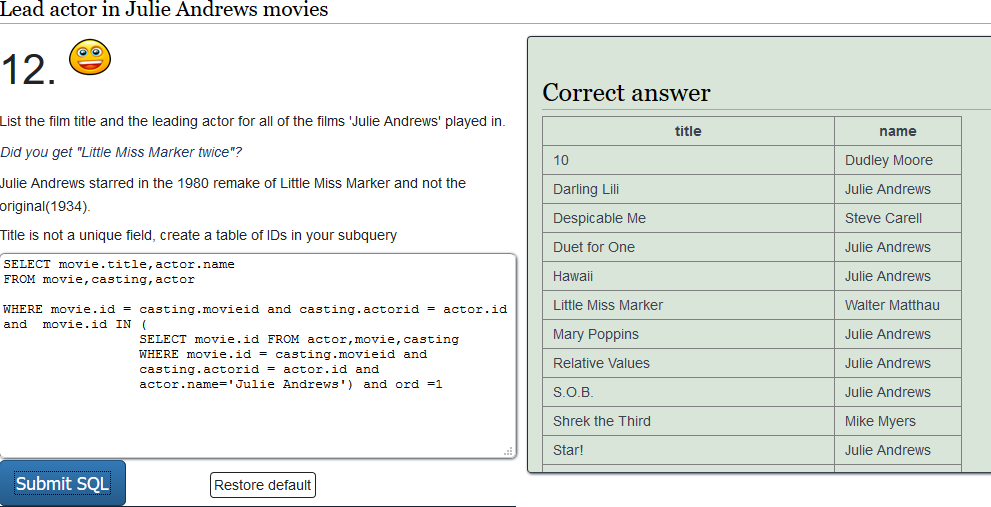 Lead actor in Julie Andrews movies
12.
List the film title and the leading actor for all of the films 'Julie Andrews' played in.
Did you get "Little Miss Marker twice"?
Julie Andrews starred in the 1980 remake of Little Miss Marker and not the
original(1934).
Title is not a unique field, create a table of IDs in your subquery
SELECT movie.title,actor.name
FROM movie,casting,actor
WHERE movie.id = casting.movieid and casting.actorid = actor.id
and  movie.id IN (
SELECT movie.id FROM actor,movie,casting
WHERE movie.id = casting.movieid and
casting.actorid = actor.id and
actor.name='Julie Andrews') and ord =1
Submit SQL
Restore default
Correct answer
title name
10 Dudley Moore
Darling Lili Julie Andrews
Despicable Me Steve Carell
Duet for One Julie Andrews
Hawaii Julie Andrews
Little Miss Marker Walter Matthau
Mary Poppins Julie Andrews
Relative Values Julie Andrews
S.O.B. Julie Andrews
Shrek the Third Mike Myers
Star! Julie Andrews